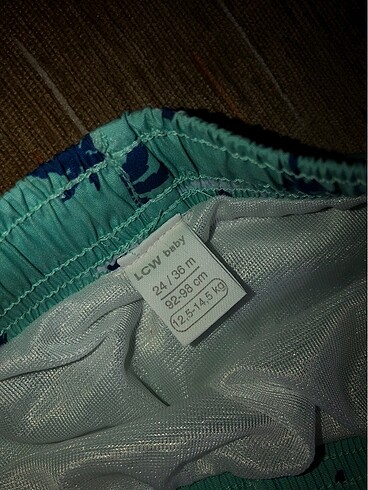 LCW baby
24 / 36 m
92-98 cm
12,5-14,5 kg